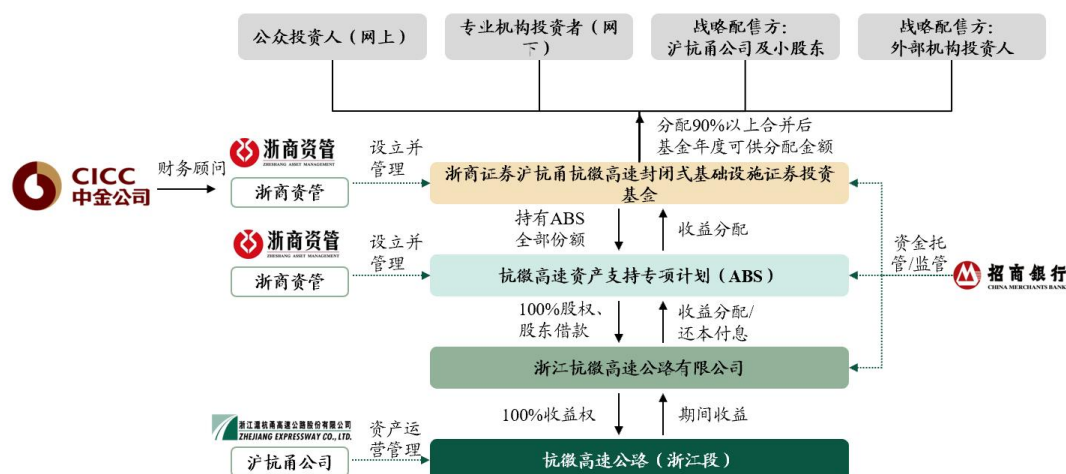 公众投资人（网上）
专业机构投资者（网
下）
战略配售方：
沪杭甬公司及小股东
战略配售方：
外部机构投资人
分配90%以上合并后
基金年度可供分配金额
CICC
中金公司
财务顾问
浙商资管
ZHESHANG ASSET MANAGEMENT
浙商资管
设立并
管理
浙商证券沪杭甬杭徽高速封闭式基础设施证券投资
基金
持有ABS
全部份额
收益分配
浙商资管
ZHESHANG ASSET MANAGEMENT
浙商资管
设立并
管理
杭徽高速资产支持专项计划（ABS）
资金托
管/监管
招商银行
CHINA MERCHANTS BANK
100%股权、
股东借款
收益分配/
还本付息
浙江杭徽高速公路有限公司
100%收益权
期间收益
浙江滬杭甬高速公路股份有限公司
ZHEJIANG EXPRESSWAY CO., LTD.
沪杭甬公司
资产运
营管理
杭徽高速公路（浙江段）